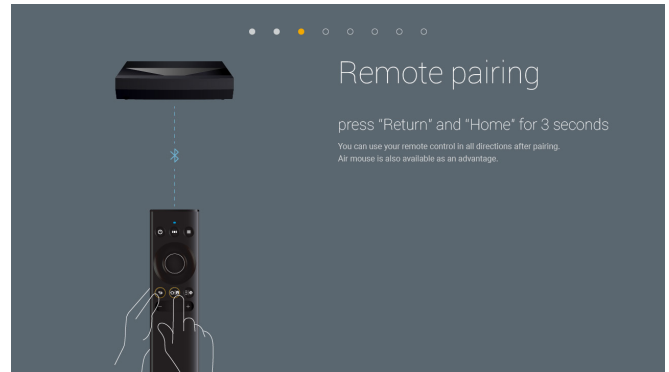 Remote pairing
press “Return” and “Home” for 3 seconds
You can use your remote control in all directions after pairing.
Air mouse is also available as an advantage.